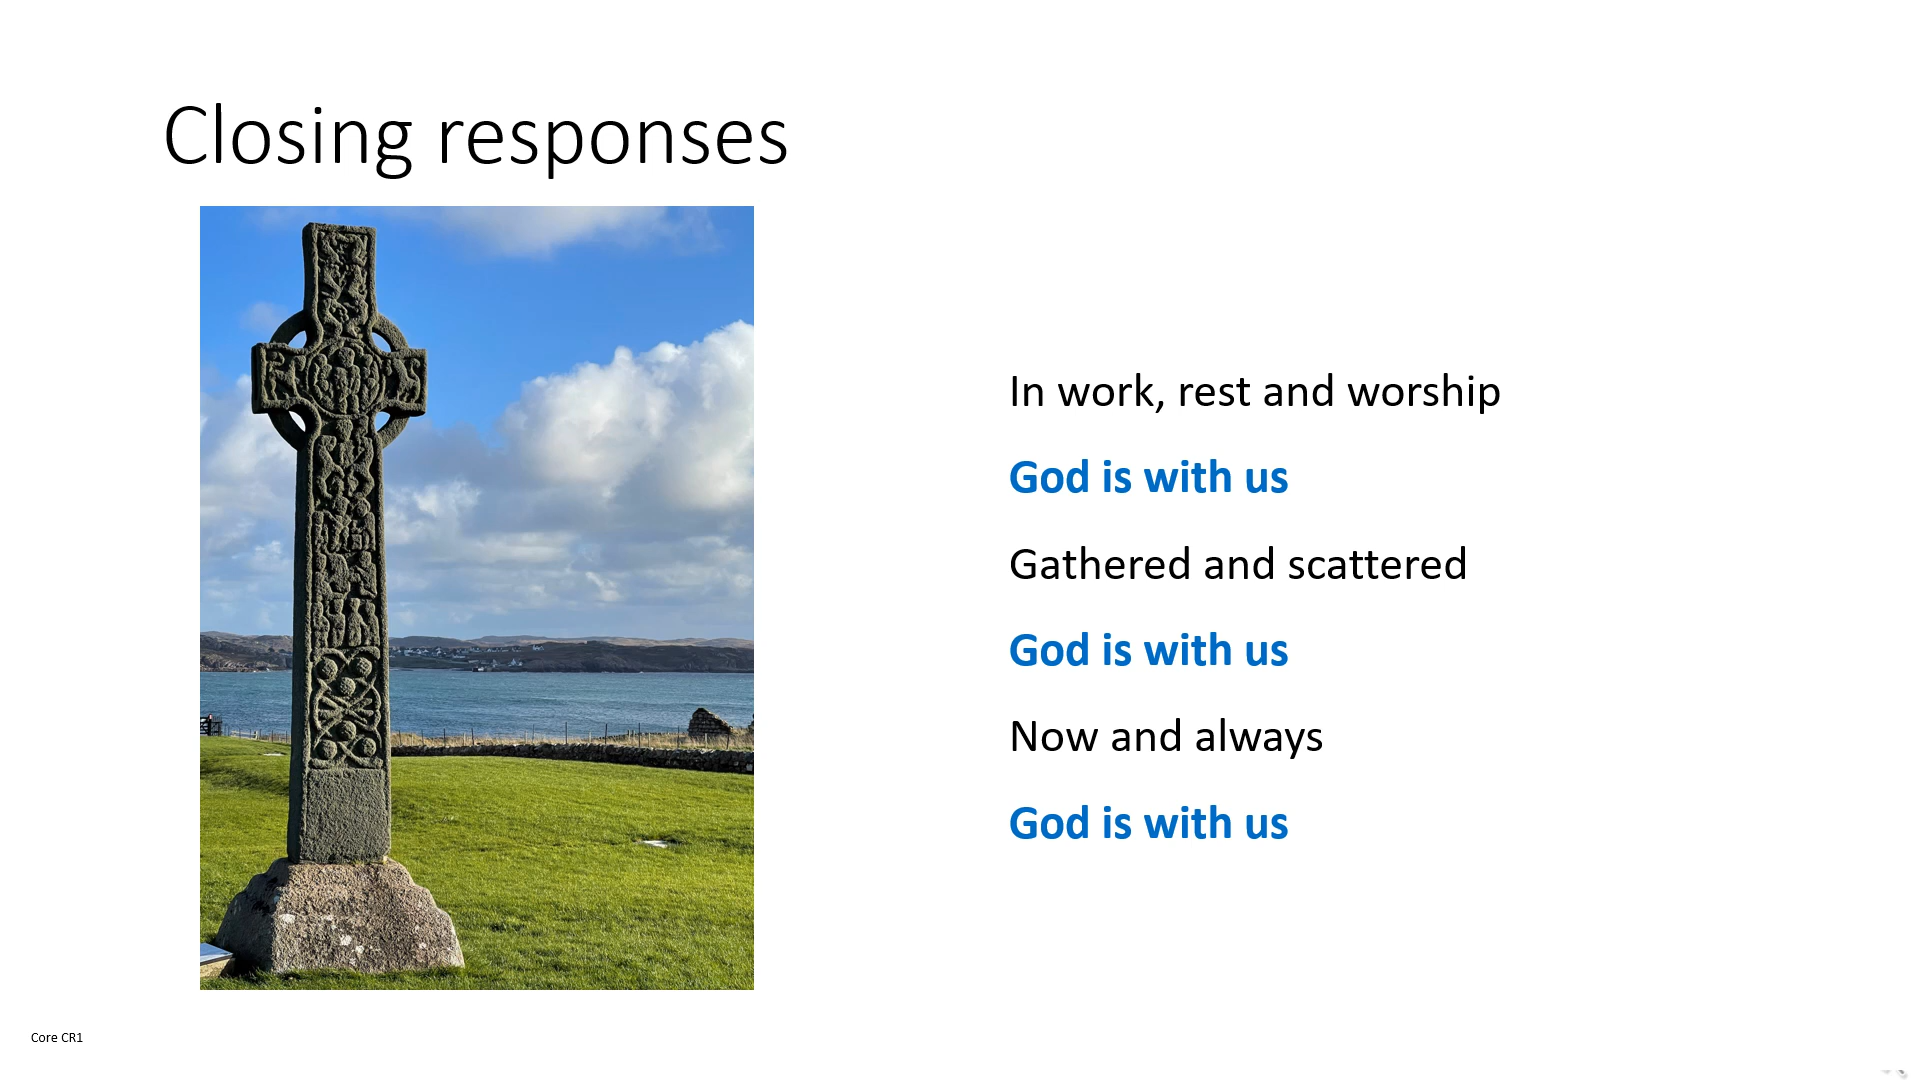 Closing responses
In work, rest and worship
God is with us
Gathered and scattered
God is with us
Now and always
God is with us
Core CR1